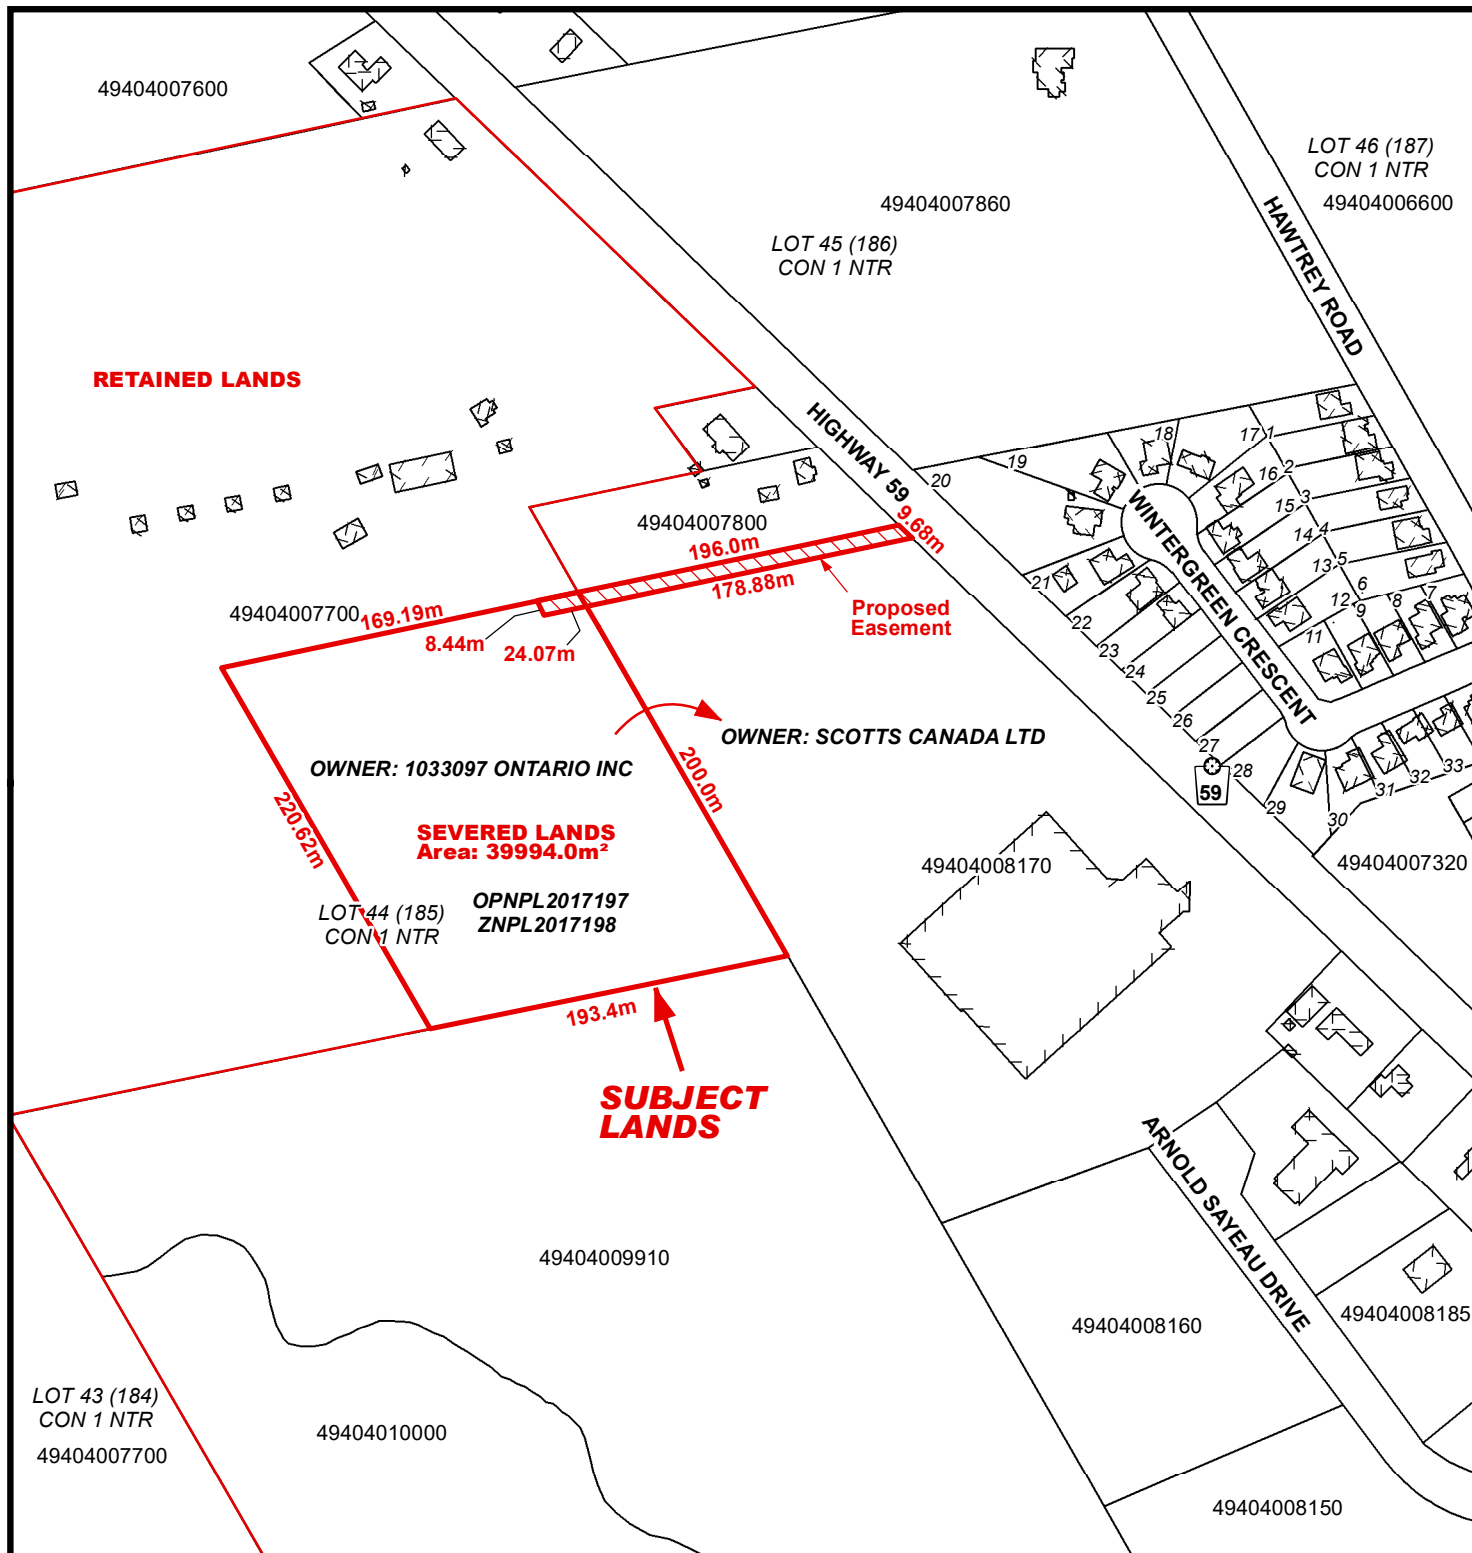 49404007600
LOT 46 (187)
CON 1 NTR
49404006600
49404007860
LOT 45 (186)
CON 1 NTR
HAWTREY ROAD
RETAINED LANDS
HIGHWAY 59
20
19
18
17
1
16
2
15
3
14
4
13
5
12
6
9
8
7
11
WINTERGREEN CRESCENT
49404007800
9.68m
196.0m
178.88m
Proposed
Easement
49404007700
169.19m
8.44m
24.07m
21
22
23
24
25
26
27
28
29
30
31
32
33
59
OWNER: SCOTTS CANADA LTD
OWNER: 1033097 ONTARIO INC
200.0m
220.62m
SEVERED LANDS
Area: 39994.0m²
OPNPL2017197
ZNPL2017198
LOT 44 (185)
CON 1 NTR
49404008170
49404007320
193.4m
SUBJECT
LANDS
ARNOLD SAYEAU DRIVE
49404009910
49404008160
49404008185
LOT 43 (184)
CON 1 NTR
49404007700
49404010000
49404008150